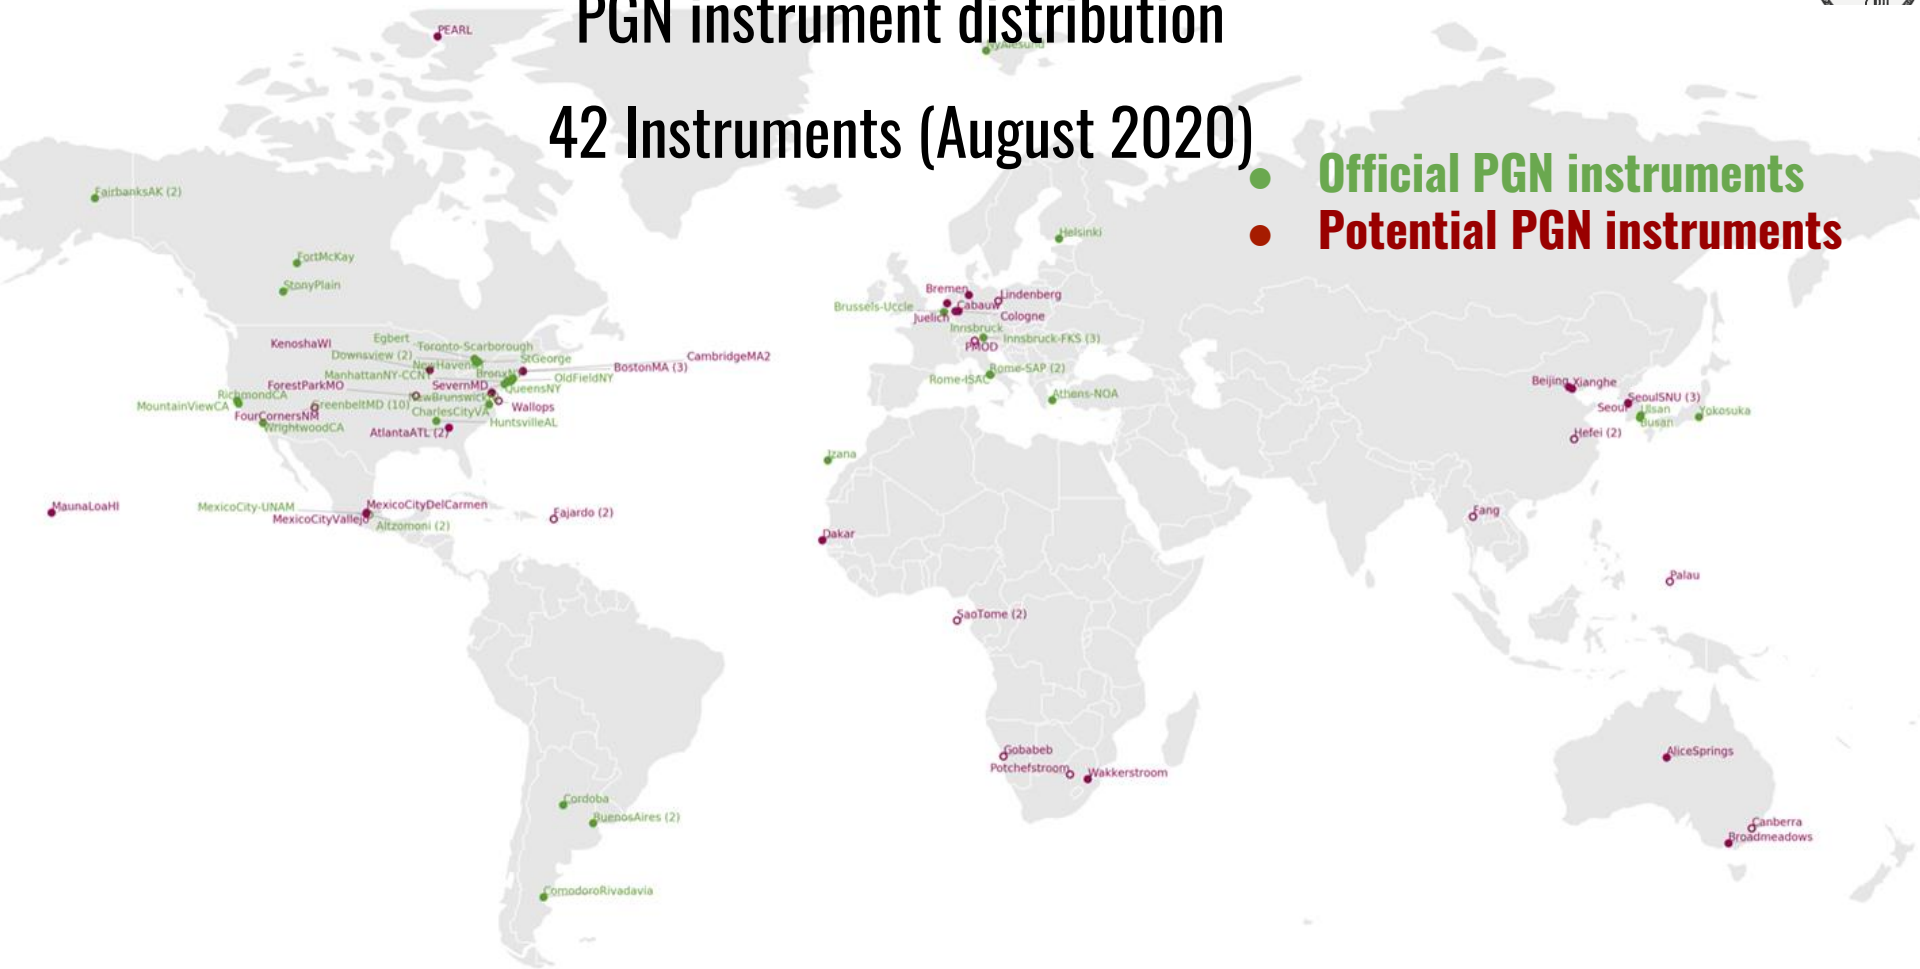 PGN instrument distribution
42 Instruments (August 2020)
Official PGN instruments
Potential PGN instruments
PEARL
NyAlesund
FairbanksAK (2)
FortMcKay
StonyPlain
Helsinki
Bremen
Lindenberg
Brussels-Uccle
Cabauw
Juelich
Cologne
Innsbruck
Innsbruck-FKS (3)
PMOD
Rome-SAP (2)
Rome-ISAC
Athens-NOA
KenoshaWI
Egbert
Toronto-Scarborough
Downsview (2)
StGeorge
CambridgeMA2
NewHaven
BostonMA (3)
ManhattanNY-CCNY
BronxNY
OldFieldNY
ForestParkMO
SevernMD
QueensNY
RichmondCA
NewBrunswick
MountainViewCA
GreenbeltMD (10)
Wallops
FourCornersNM
CharlesCityVA
WrightwoodCA
HuntsvilleAL
AtlantaATL (2)
Beijing
Xianghe
SeoulSNU (3)
Seoul
Ulsan
Yokosuka
Busan
Hefei (2)
Izana
MaunaLoaHI
MexicoCity-UNAM
MexicoCityDelCarmen
MexicoCityVallejo
Altzomoni (2)
Fajardo (2)
Dakar
Fang
Palau
SaoTome (2)
Gobabeb
Potchefstroom
Wakkerstroom
AliceSprings
Cordoba
BuenosAires (2)
Canberra
Broadmeadows
ComodoroRivadavia